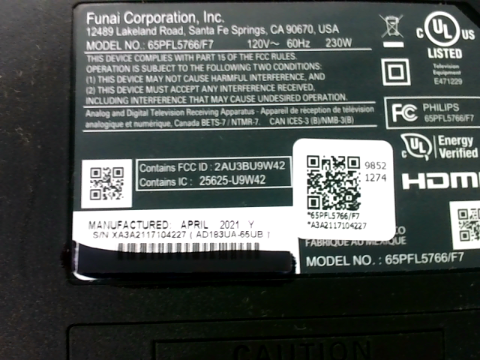 Funai Corporation, Inc.
12489 Lakeland Road, Santa Fe Springs, CA 90670, USA
MODEL NO : 65PFL5766/F7 120V~ 60Hz 230W
THIS DEVICE COMPLIES WITH PART 15 OF THE FCC RULES.
OPERATION IS SUBJECT TO THE FOLLOWING TWO CONDITIONS:
(1) THIS DEVICE MAY NOT CAUSE HARMFUL INTERFERENCE, AND
(2) THIS DEVICE MUST ACCEPT ANY INTERFERENCE RECEIVED,
INCLUDING INTERFERENCE THAT MAY CAUSE UNDESIRED OPERATION.
Analog and Digital Television Receiving Apparatus - Appareil de réception de télévision
analogique et numérique, Canada BETS-7 / NTMR-7. CAN ICES-3 (B)/NMB-3(B)
c UL US
LISTED
Television
Equipment
E471229
FC PHILIPS
65PFL5766/F7
c UL
Energy
Verified
HDMI
Contains FCC ID : 2AU3BU9W42
Contains IC : 25625-U9W42
9852
1274
*65PFL5766/F7
*A3A2117104227
MANUFACTURED: APRIL 2021 Y
S/N XA3A2117104227 ( AD183UA-65UB )
FABRIQUÉ AU MEXIQUE
MODEL NO. : 65PFL5766/F7
CAUTION